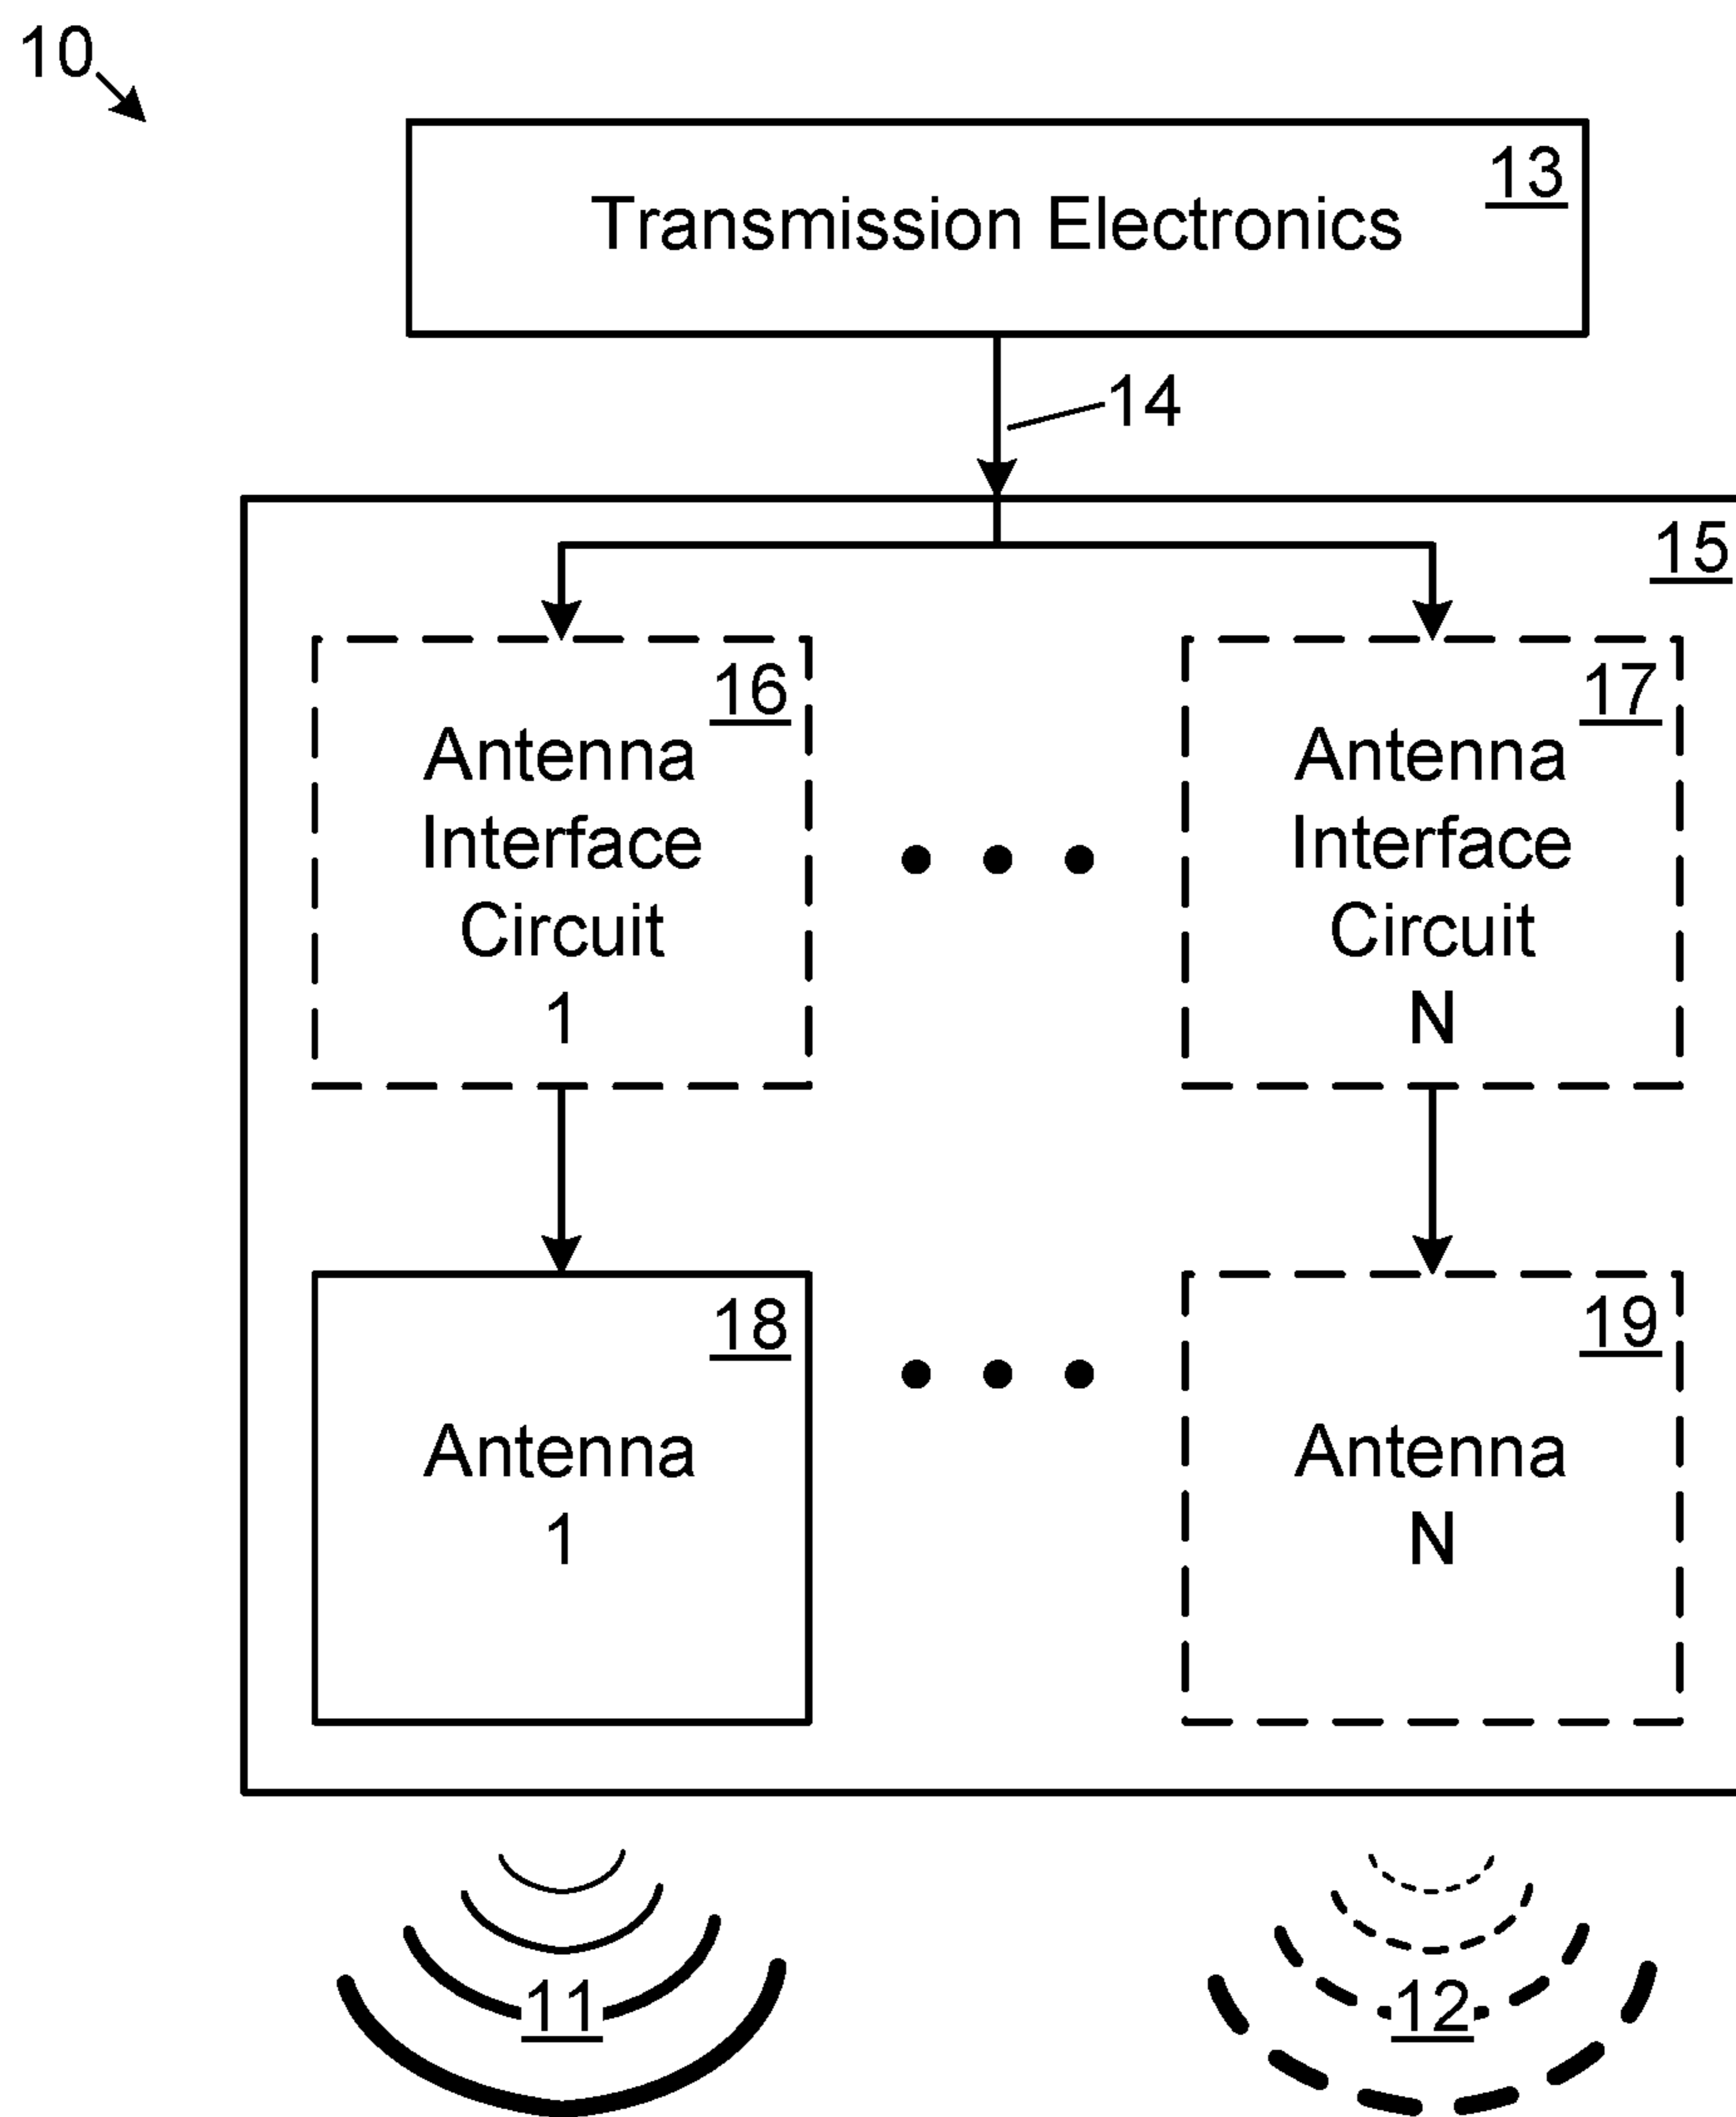 10
13
Transmission Electronics
14
15
16
Antenna
Interface
Circuit
1
17
Antenna
Interface
Circuit
N
18
Antenna
1
19
Antenna
N
11
12